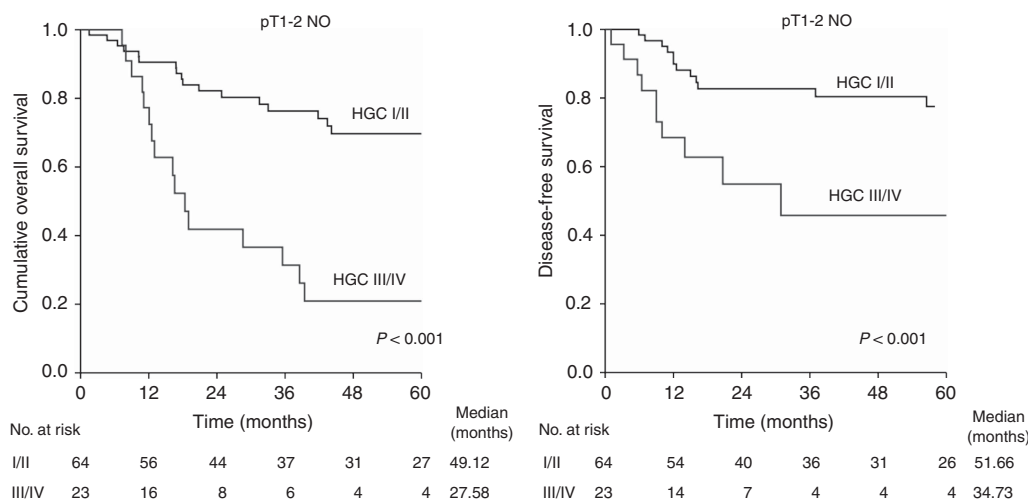 pT1-2 NO
Cumulative overall survival
1.0
0.8
0.6
0.4
0.2
0.0
HGC I/II
HGC III/IV
P < 0.001
0 12 24 36 48 60
Time (months)
Median
(months)
No. at risk
I/II 64 56 44 37 31 27 49.12
III/IV 23 16 8 6 4 4 27.58
pT1-2 NO
Disease-free survival
1.0
0.8
0.6
0.4
0.2
0.0
HGC I/II
HGC III/IV
P < 0.001
0 12 24 36 48 60
Time (months)
Median
(months)
No. at risk
I/II 64 54 40 36 31 26 51.66
III/IV 23 14 7 4 4 4 34.73